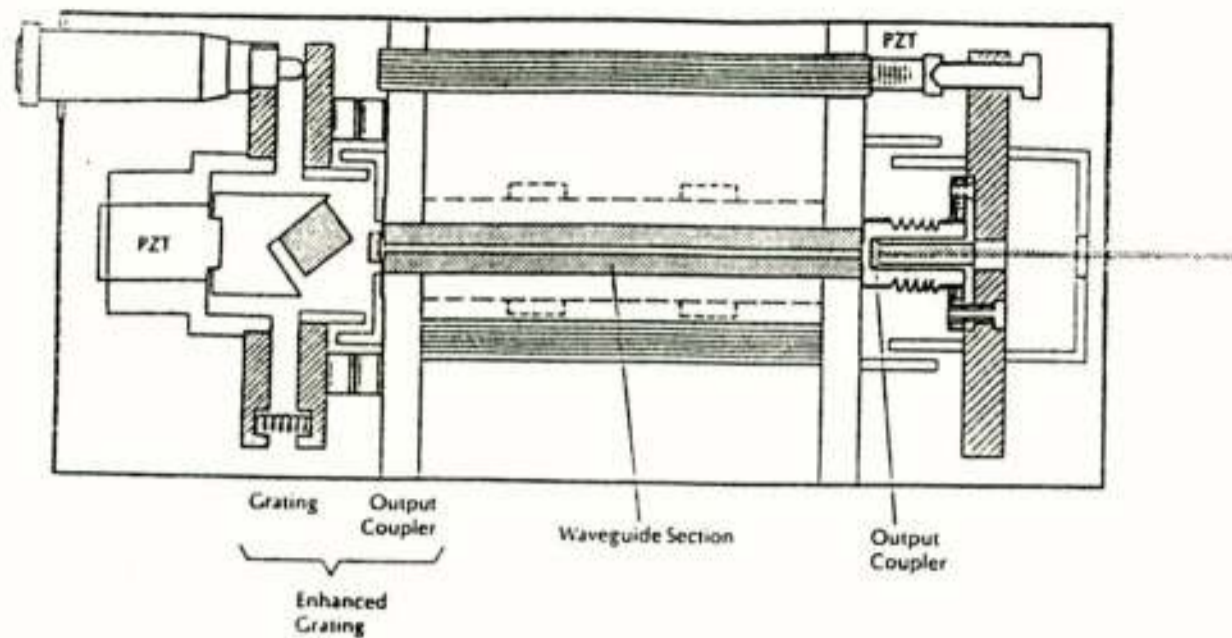 PZT
PZT
Grating
Output
Coupler
Waveguide Section
Output
Coupler
Enhanced
Grating